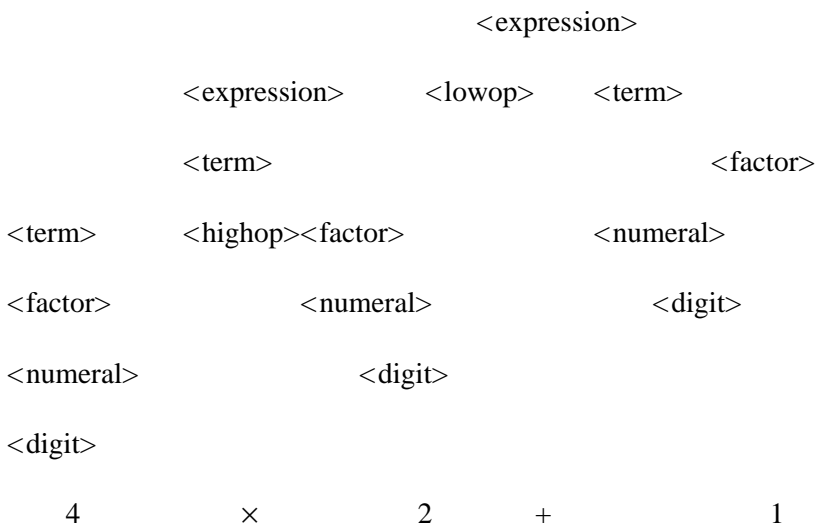 <expression>
<expression> <lowop> <term>
<term> <factor>
<term> <highop><factor> <numeral>
<factor> <numeral> <digit>
<numeral> <digit>
<digit>
4 × 2 + 1